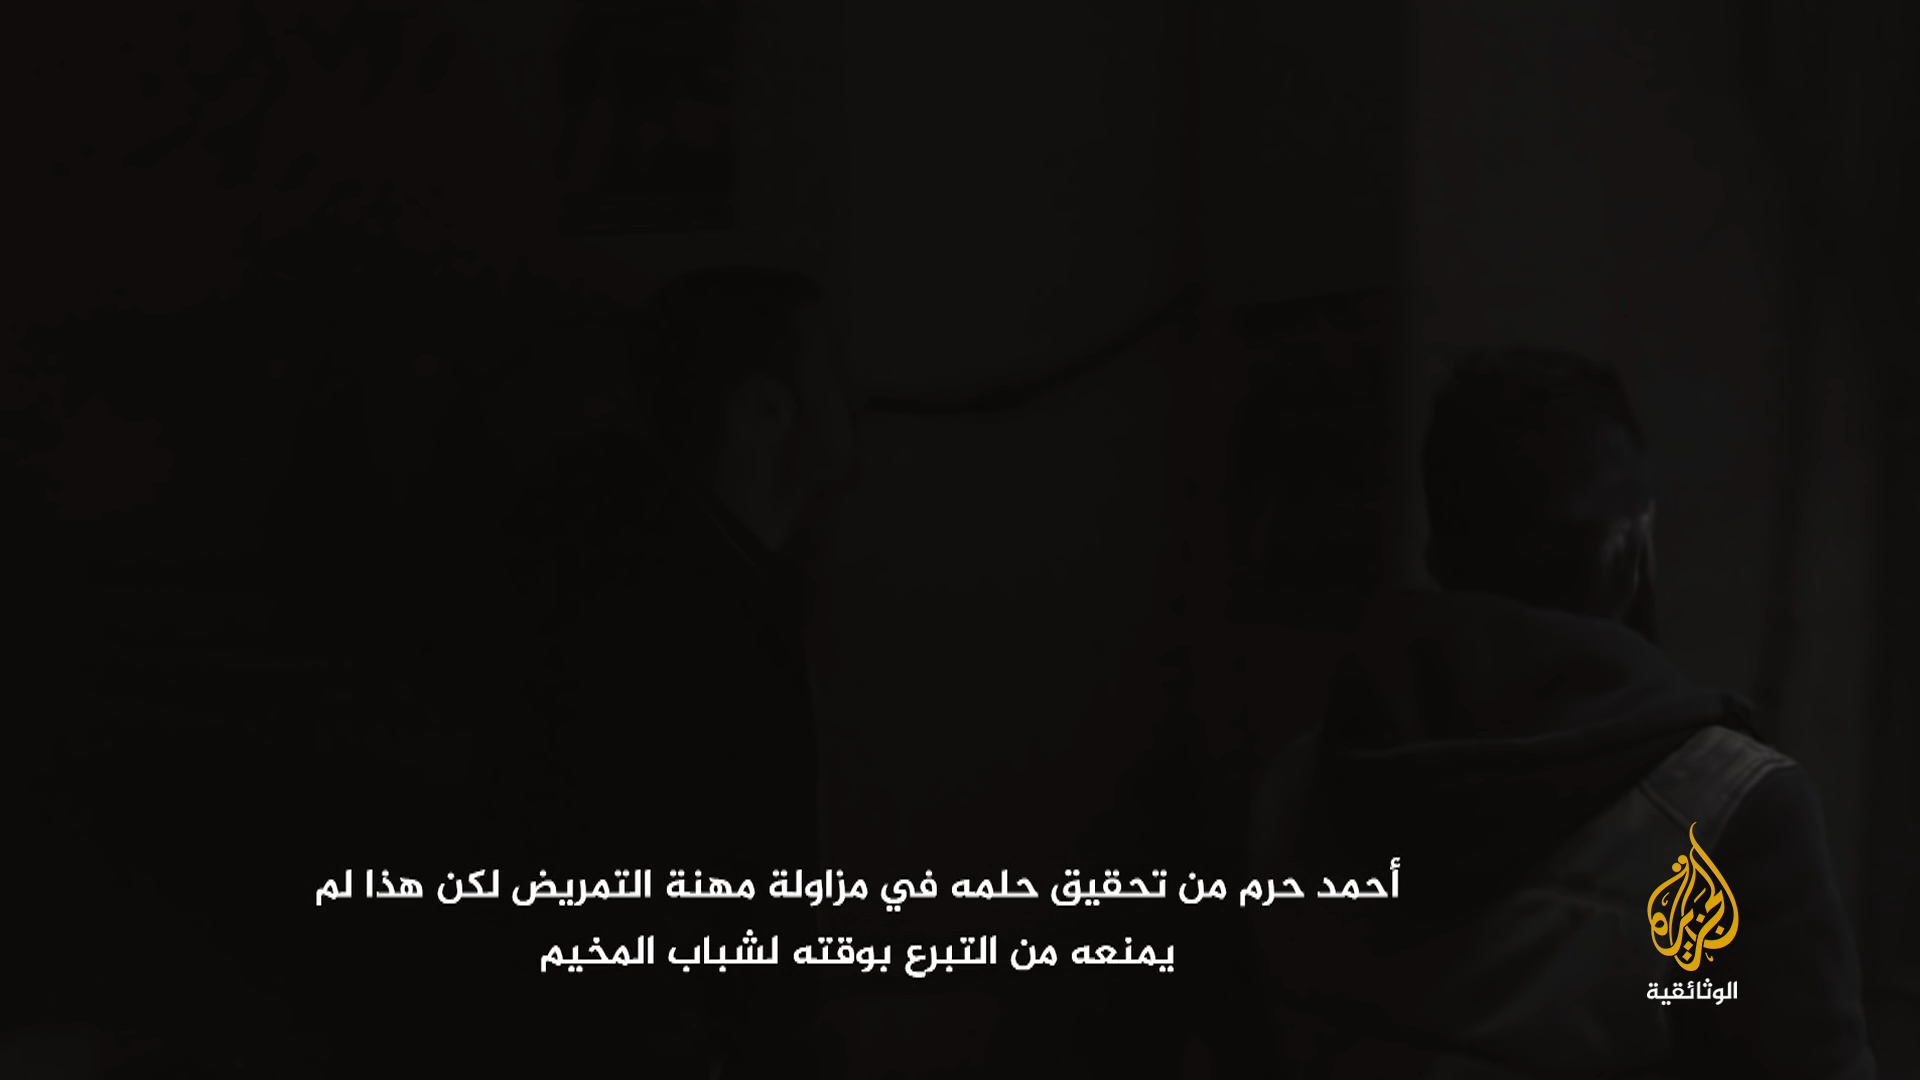 أحمد حرم من تحقيق حلمه في مزاولة مهنة التمريض لكن هذا لم
يمنعه من التبرع بوقته لشباب المخيم
الجزيرة
الوثائقية